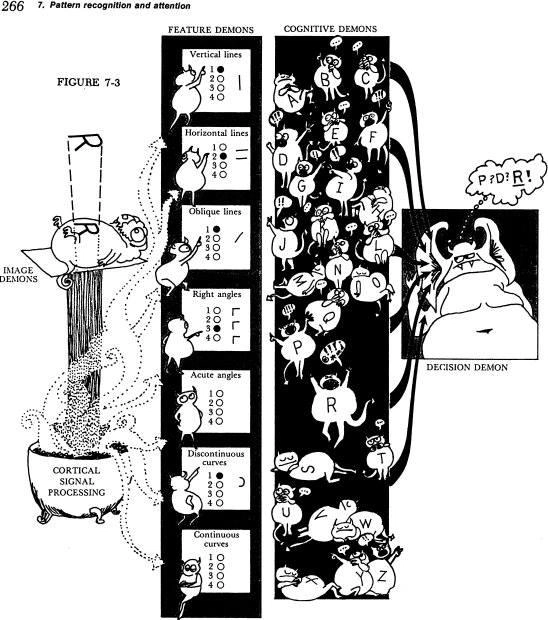 266 7. Pattern recognition and attention
FEATURE DEMONS
COGNITIVE DEMONS
FIGURE 7-3
Vertical lines
1
2
3
4
Horizontal lines
1
2
3
4
Oblique lines
1
2
3
4
Right angles
1
2
3
4
Acute angles
1
2
3
4
Discontinuous
curves
1
2
3
4
Continuous
curves
1
2
3
4
R
R
IMAGE
DEMONS
CORTICAL
SIGNAL
PROCESSING
A
B
C
D
E
F
G
I
J
M
N
O
P
R
S
T
U
W
X
Y
Z
P?D?R!
DECISION DEMON